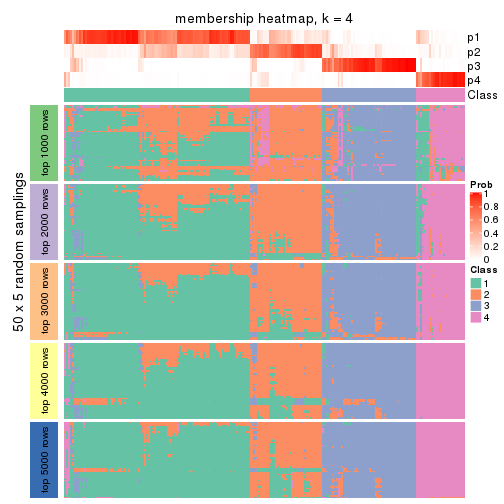 membership heatmap, k = 4
p1
p2
p3
p4
Class
50 x 5 random samplings
top 1000 rows
top 2000 rows
top 3000 rows
top 4000 rows
top 5000 rows
Prob
1
0.8
0.6
0.4
0.2
0
Class
1
2
3
4